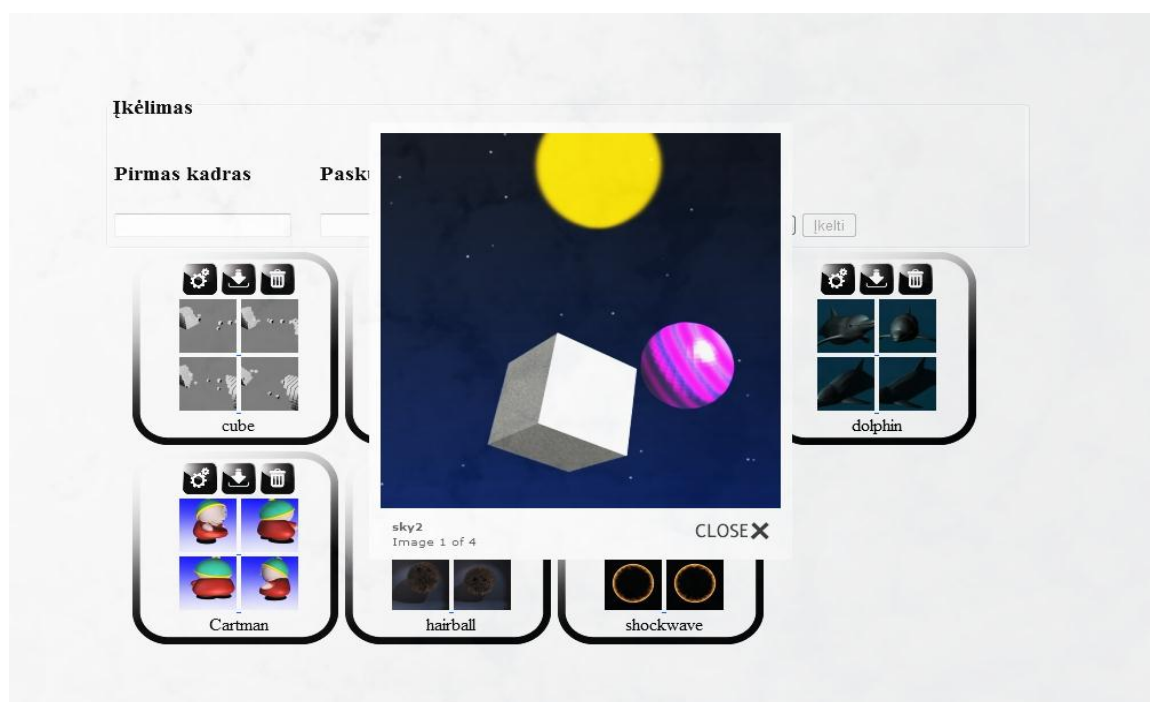 Įkėlimas
Pirmas kadras
Įkelti
cube
dolphin
sky2
Image 1 of 4
CLOSE
Cartman
hairball
shockwave